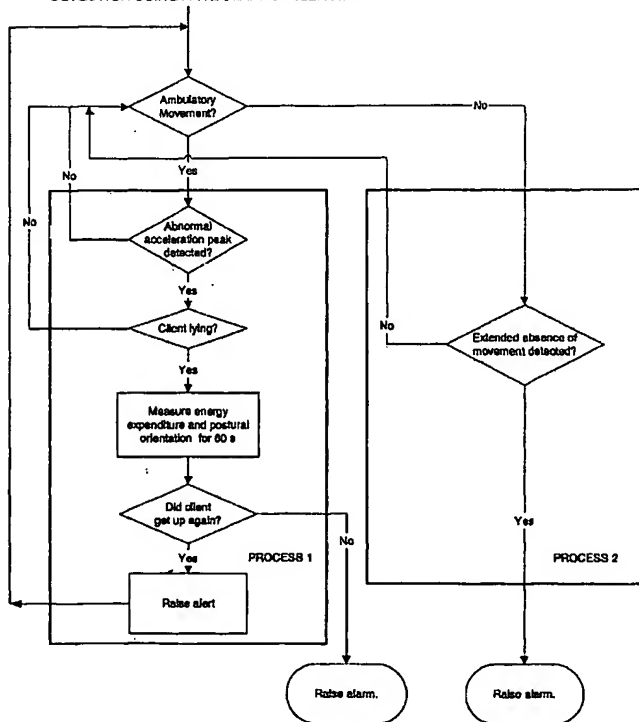 Ambulatory
Movement?
No
Yes
No
No
Abnormal
acceleration peak
detected?
Yes
Client lying?
No
Extended absence of
movement detected?
Yes
Measure energy
expenditure and postural
orientation for 60 s
Did client
get up again?
No
Yes
Yes
PROCESS 1
PROCESS 2
Raise alert
Raise alarm.
Raise alarm.